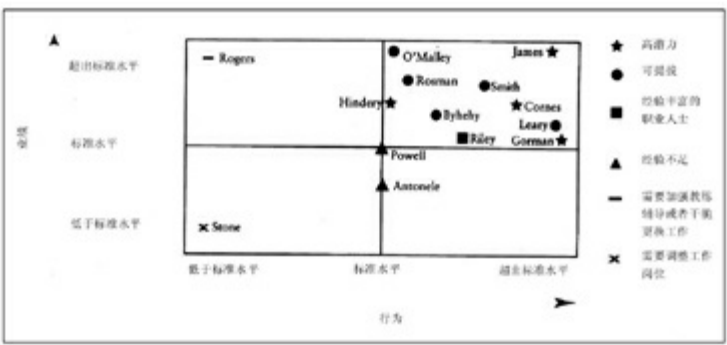 超出标准水平
业绩
标准水平
低于标准水平
Rogers
O'Malley
James
Rosman
Smith
Hindery
Cornes
Byheby
Leary
Riley
Gorman
Powell
Antonele
Stone
低于标准水平
标准水平
超出标准水平
行为
高潜力
可提拔
经验丰富的
职业人士
经验不足
需要加强教练
辅导或者干脆
更换工作
需要调整工作
岗位